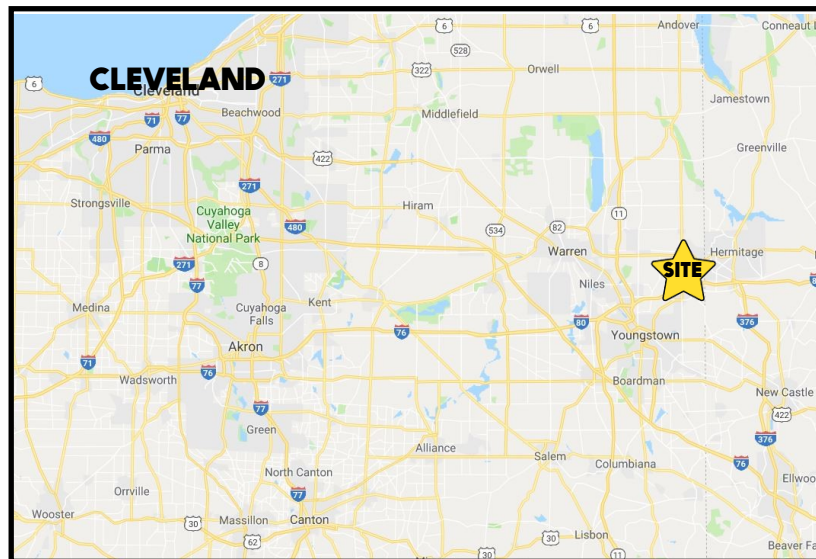 6
6
Andover
Conneaut L
528
CLEVELAND
Cleveland
271
322
Orwell
6
Jamestown
Beachwood
Middlefield
71
77
480
Parma
Greenville
422
271
Strongsville
Cuyahoga
Valley
National Park
Hiram
11
480
534
82
Warren
Hermitage
271
8
SITE
77
Niles
Medina
Cuyahoga
Falls
Kent
80
376
76
Youngstown
Akron
71
76
Wadsworth
Boardman
New Castle
77
422
Green
376
Alliance
Salem
Columbiana
76
North Canton
Ellwo
77
Orrville
Wooster
30
Massillon
Canton
30
Lisbon
62
30
11
Beaver Fa